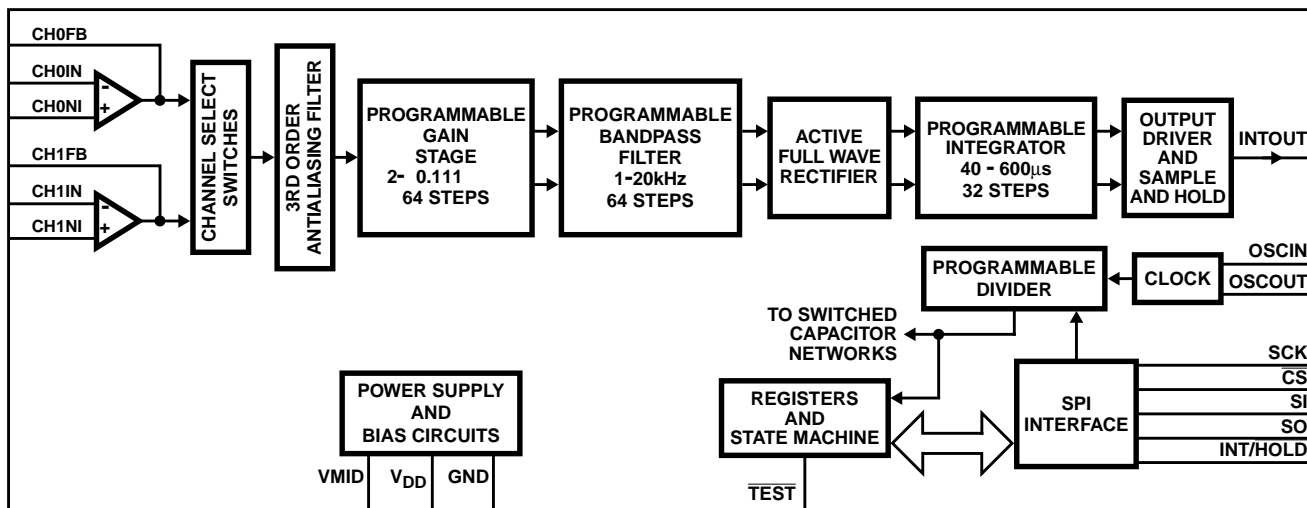 CH0FB
CH0IN
CH0NI
-
+
CH1FB
CH1IN
CH1NI
-
+
CHANNEL SELECT
SWITCHES
3RD ORDER
ANTIALIASING FILTER
PROGRAMMABLE
GAIN
STAGE
2- 0.111
64 STEPS
PROGRAMMABLE
BANDPASS
FILTER
1-20kHz
64 STEPS
ACTIVE
FULL WAVE
RECTIFIER
PROGRAMMABLE
INTEGRATOR
40 - 600µs
32 STEPS
OUTPUT
DRIVER
AND
SAMPLE
AND HOLD
INTOUT
PROGRAMMABLE
DIVIDER
CLOCK
OSCIN
OSCOUT
TO SWITCHED
CAPACITOR
NETWORKS
POWER SUPPLY
AND
BIAS CIRCUITS
VMID
VDD
GND
REGISTERS
AND
STATE MACHINE
TEST
SPI
INTERFACE
SCK
CS
SI
SO
INT/HOLD